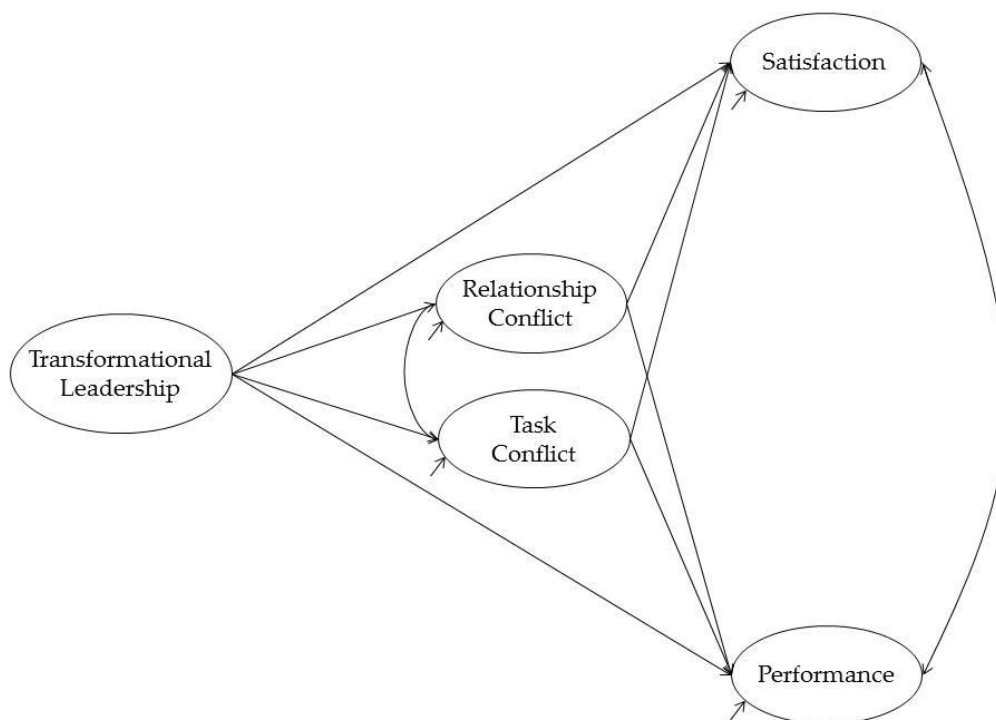 Satisfaction
Relationship
Conflict
Transformational
Leadership
Task
Conflict
Performance